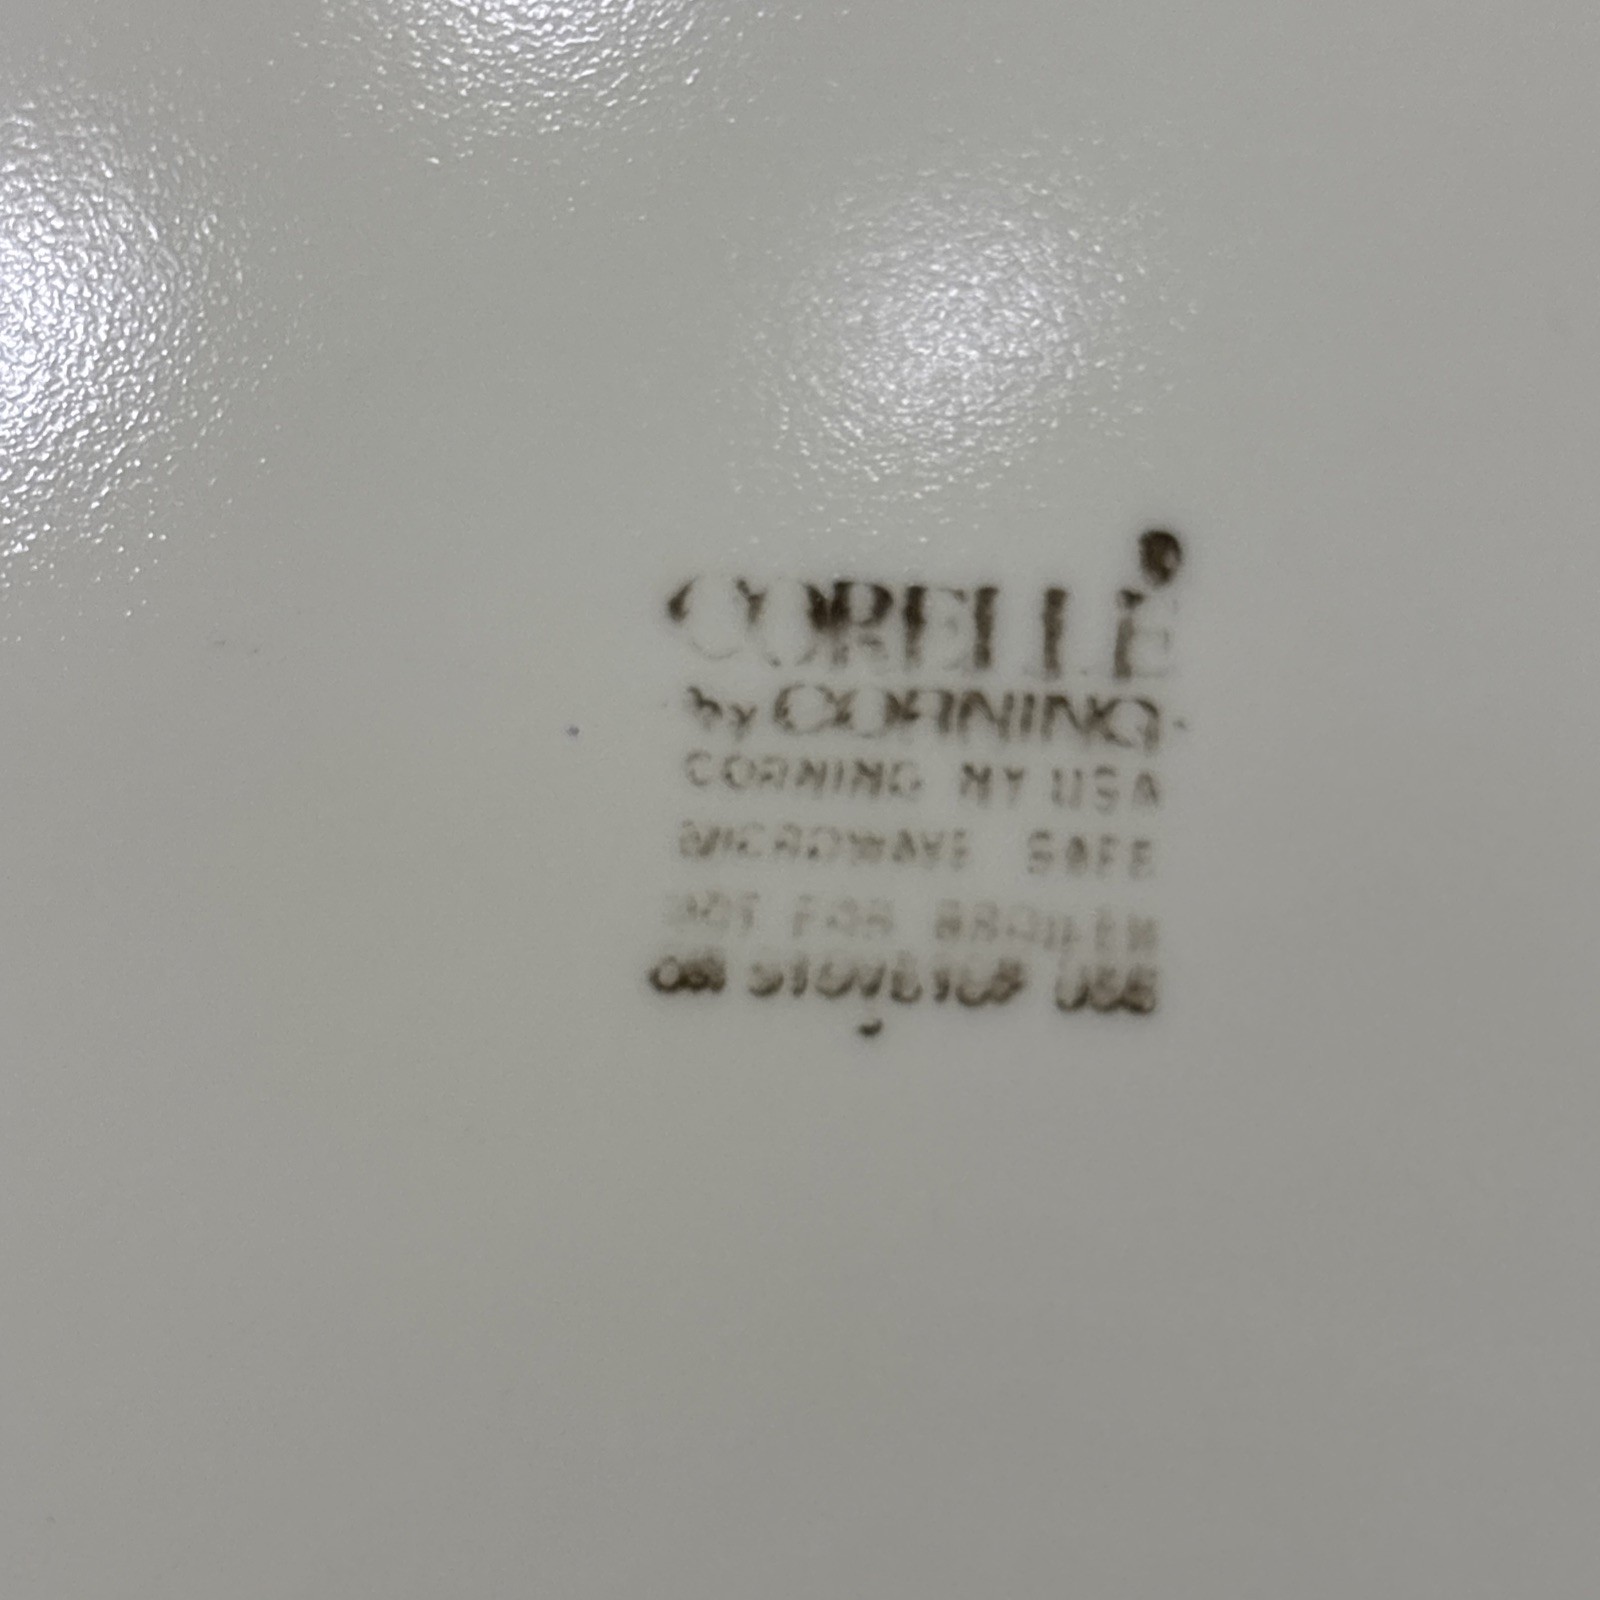 CORELLE
by CORNING
CORNING NY USA
MICROWAVE SAFE
NOT FOR BROILER
OR STOVETOP USE